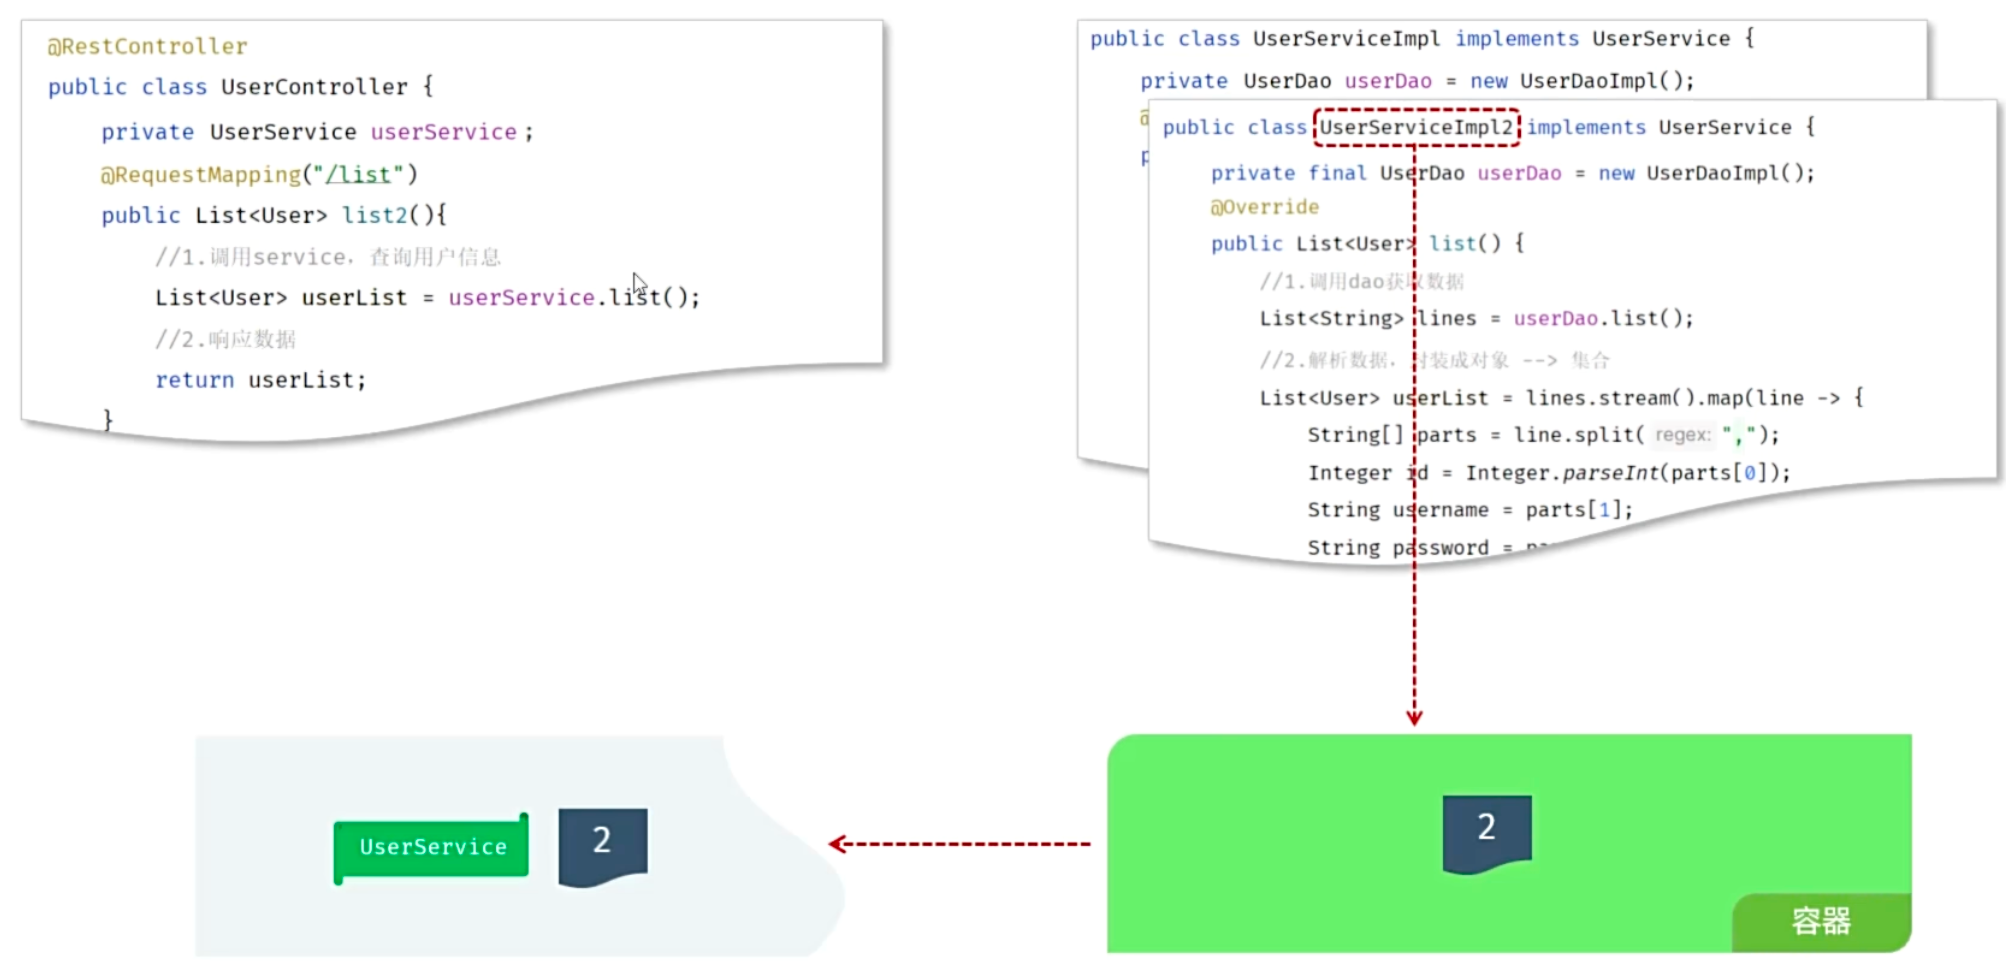 @RestController
public class UserController {
private UserService userService ;
@RequestMapping("/list")
public List<User> list2(){
//1.调用service，查询用户信息
List<User> userList = userService.list();
//2.响应数据
return userList;
}
public class UserServiceImpl implements UserService {
private UserDao userDao = new UserDaoImpl();
public class UserServiceImpl2 implements UserService {
private final UserDao userDao = new UserDaoImpl();
@Override
public List<User> list() {
//1.调用dao获取数据
List<String> lines = userDao.list();
//2.解析数据，封装成对象 --> 集合
List<User> userList = lines.stream().map(line -> {
String[] parts = line.split( regex: ",");
Integer id = Integer.parseInt(parts[0]);
String username = parts[1];
String password =
UserService
2
2
容器